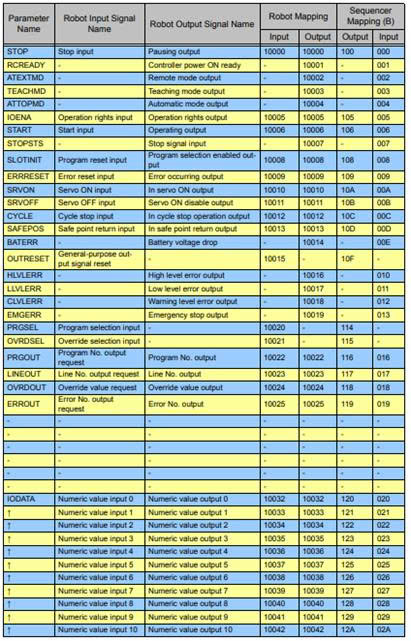 Parameter Name | Robot Input Signal Name | Robot Output Signal Name | Robot Mapping | Sequencer Mapping (B)
Input | Output | Output | Input
STOP | Stop input | Pausing output | 10000 | 10000 | 100 | 000
RCREADY | - | Controller power ON ready | - | 10001 | - | 001
ATEXTMD | - | Remote mode output | - | 10002 | - | 002
TEACHMD | - | Teaching mode output | - | 10003 | - | 003
ATTOPMD | - | Automatic mode output | - | 10004 | - | 004
IOENA | Operation rights input | Operation rights output | 10005 | 10005 | 105 | 005
START | Start input | Operating output | 10006 | 10006 | 106 | 006
STOPSTS | - | Stop signal input | - | 10007 | - | 007
SLOTINIT | Program reset input | Program selection enabled output | 10008 | 10008 | 108 | 008
ERRRESET | Error reset input | Error occurring output | 10009 | 10009 | 109 | 009
SRVON | Servo ON input | In servo ON output | 10010 | 10010 | 10A | 00A
SRVOFF | Servo OFF input | Servo ON disable output | 10011 | 10011 | 10B | 00B
CYCLE | Cycle stop input | In cycle stop operation output | 10012 | 10012 | 10C | 00C
SAFEPOS | Safe point return input | In safe point return output | 10013 | 10013 | 10D | 00D
BATERR | - | Battery voltage drop | - | 10014 | - | 00E
OUTRESET | General-purpose output signal reset | - | 10015 | - | 10F | -
HLVLERR | - | High level error output | - | 10016 | - | 010
LLVLERR | - | Low level error output | - | 10017 | - | 011
CLVLERR | - | Warning level error output | - | 10018 | - | 012
EMGERR | - | Emergency stop output | - | 10019 | - | 013
PRGSEL | Program selection input | - | 10020 | - | 114 | -
OVRDSEL | Override selection input | - | 10021 | - | 115 | -
PRGOUT | Program No. output request | Program No. output | 10022 | 10022 | 116 | 016
LINEOUT | Line No. output request | Line No. output | 10023 | 10023 | 117 | 017
OVRDOUT | Override value request | Override value output | 10024 | 10024 | 118 | 018
ERROUT | Error No. output request | Error No. output | 10025 | 10025 | 119 | 019
- | - | - | - | - | - | -
- | - | - | - | - | - | -
- | - | - | - | - | - | -
- | - | - | - | - | - | -
- | - | - | - | - | - | -
- | - | - | - | - | - | -
IODATA | Numeric value input 0 | Numeric value output 0 | 10032 | 10032 | 120 | 020
↑ | Numeric value input 1 | Numeric value output 1 | 10033 | 10033 | 121 | 021
↑ | Numeric value input 2 | Numeric value output 2 | 10034 | 10034 | 122 | 022
↑ | Numeric value input 3 | Numeric value output 3 | 10035 | 10035 | 123 | 023
↑ | Numeric value input 4 | Numeric value output 4 | 10036 | 10036 | 124 | 024
↑ | Numeric value input 5 | Numeric value output 5 | 10037 | 10037 | 125 | 025
↑ | Numeric value input 6 | Numeric value output 6 | 10038 | 10038 | 126 | 026
↑ | Numeric value input 7 | Numeric value output 7 | 10039 | 10039 | 127 | 027
↑ | Numeric value input 8 | Numeric value output 8 | 10040 | 10040 | 128 | 028
↑ | Numeric value input 9 | Numeric value output 9 | 10041 | 10041 | 129 | 029
↑ | Numeric value input 10 | Numeric value output 10 | 10042 | 10042 | 12A | 02A